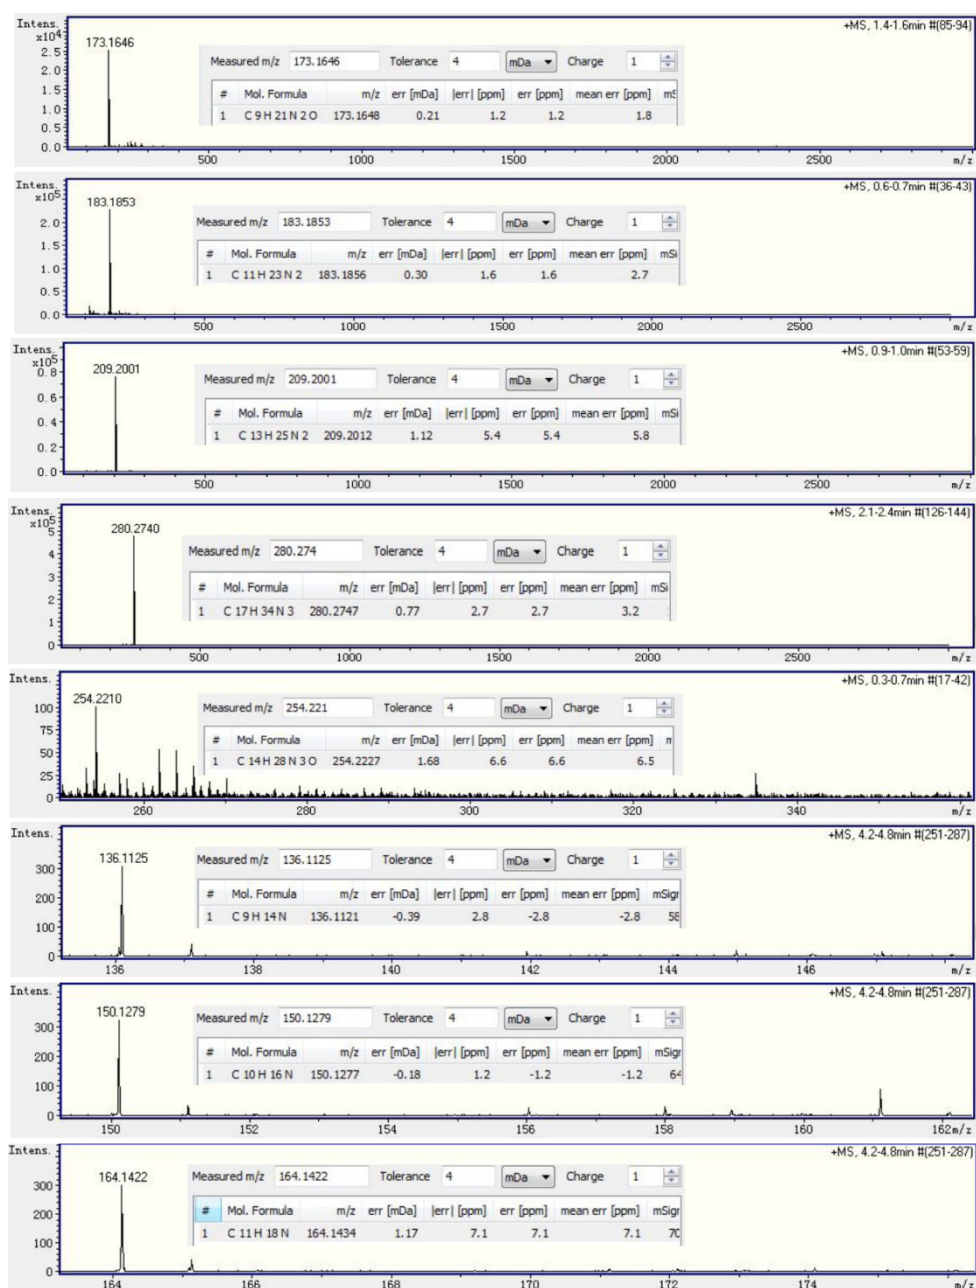 Intens. +MS, 1.4-1.6min #(85-94)
x10⁴
173.1646
2.5
2.0
1.5
1.0
0.5
0.0
Measured m/z 173.1646 Tolerance 4 mDa Charge 1
# Mol. Formula m/z err [mDa] |err| [ppm] err [ppm] mean err [ppm] mS
1 C 9 H 21 N 2 O 173.1648 0.21 1.2 1.2 1.8
500 1000 1500 2000 2500 m/z
Intens. +MS, 0.6-0.7min #(36-43)
x10⁵
183.1853
2.0
1.5
1.0
0.5
0.0
Measured m/z 183.1853 Tolerance 4 mDa Charge 1
# Mol. Formula m/z err [mDa] |err| [ppm] err [ppm] mean err [ppm] mSi
1 C 11 H 23 N 2 183.1856 0.30 1.6 1.6 2.7
500 1000 1500 2000 2500 m/z
Intens. +MS, 0.9-1.0min #(53-59)
x10⁵
209.2001
0.8
0.6
0.4
0.2
0.0
Measured m/z 209.2001 Tolerance 4 mDa Charge 1
# Mol. Formula m/z err [mDa] |err| [ppm] err [ppm] mean err [ppm] mSi
1 C 13 H 25 N 2 209.2012 1.12 5.4 5.4 5.8
500 1000 1500 2000 2500 m/z
Intens. +MS, 2.1-2.4min #(126-144)
x10⁵
280.2740
5
4
3
2
1
0
Measured m/z 280.274 Tolerance 4 mDa Charge 1
# Mol. Formula m/z err [mDa] |err| [ppm] err [ppm] mean err [ppm] mSi
1 C 17 H 34 N 3 280.2747 0.77 2.7 2.7 3.2
500 1000 1500 2000 2500 m/z
Intens. +MS, 0.3-0.7min #(17-42)
254.2210
100
75
50
25
0
Measured m/z 254.221 Tolerance 4 mDa Charge 1
# Mol. Formula m/z err [mDa] |err| [ppm] err [ppm] mean err [ppm]
1 C 14 H 28 N 3 O 254.2227 1.68 6.6 6.6 6.5
260 280 300 320 340 m/z
Intens. +MS, 4.2-4.8min #(251-287)
136.1125
300
200
100
0
Measured m/z 136.1125 Tolerance 4 mDa Charge 1
# Mol. Formula m/z err [mDa] |err| [ppm] err [ppm] mean err [ppm] mSigr
1 C 9 H 14 N 136.1121 -0.39 2.8 -2.8 -2.8 58
136 138 140 142 144 146 m/z
Intens. +MS, 4.2-4.8min #(251-287)
150.1279
300
200
100
0
Measured m/z 150.1279 Tolerance 4 mDa Charge 1
# Mol. Formula m/z err [mDa] |err| [ppm] err [ppm] mean err [ppm] mSigr
1 C 10 H 16 N 150.1277 -0.18 1.2 -1.2 -1.2 64
150 152 154 156 158 160 162 m/z
Intens. +MS, 4.2-4.8min #(251-287)
164.1422
300
200
100
0
Measured m/z 164.1422 Tolerance 4 mDa Charge 1
# Mol. Formula m/z err [mDa] |err| [ppm] err [ppm] mean err [ppm] mSigr
1 C 11 H 18 N 164.1434 1.17 7.1 7.1 7.1 70
164 166 168 170 172 174 m/z